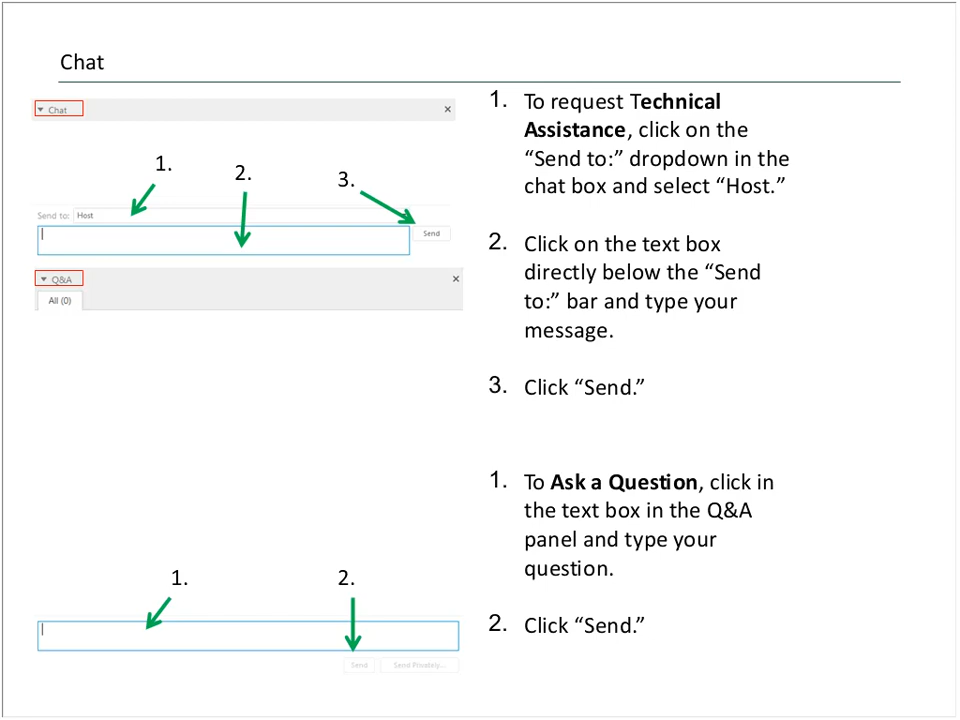 Chat
Chat
×
1.
2.
3.
Send to: Host
Send
Q&A
×
All (0)
1.
2.
Send
Send Privately...
1. To request Technical
Assistance, click on the
“Send to:” dropdown in the
chat box and select “Host.”
2. Click on the text box
directly below the “Send
to:” bar and type your
message.
3. Click “Send.”
1. To Ask a Question, click in
the text box in the Q&A
panel and type your
question.
2. Click “Send.”